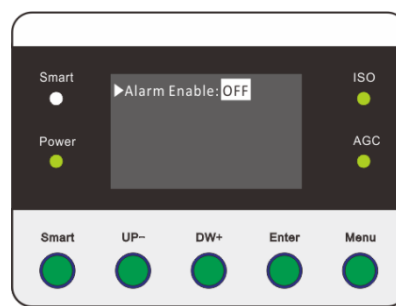 Smart
ISO
▶Alarm Enable: OFF
Power
AGC
Smart UP- DW+ Enter Menu